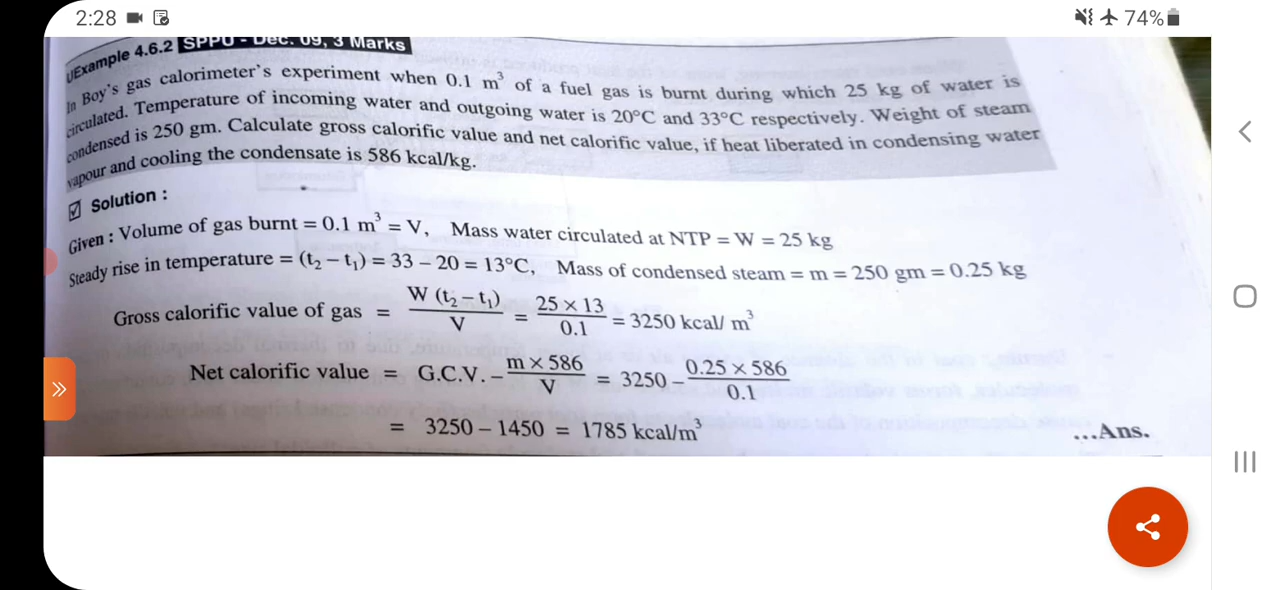 2:28 74%
UExample 4.6.2 SPPU - Dec. 09, 3 Marks
In Boy's gas calorimeter's experiment when 0.1 m³ of a fuel gas is burnt during which 25 kg of water is
circulated. Temperature of incoming water and outgoing water is 20°C and 33°C respectively. Weight of steam
condensed is 250 gm. Calculate gross calorific value and net calorific value, if heat liberated in condensing water
vapour and cooling the condensate is 586 kcal/kg.
☑ Solution :
Given : Volume of gas burnt = 0.1 m³ = V, Mass water circulated at NTP = W = 25 kg
Steady rise in temperature = (t₂ – t₁) = 33 – 20 = 13°C, Mass of condensed steam = m = 250 gm = 0.25 kg
Gross calorific value of gas = W (t₂ – t₁) / V = 25 × 13 / 0.1 = 3250 kcal/ m³
Net calorific value = G.C.V. – m × 586 / V = 3250 – 0.25 × 586 / 0.1
= 3250 – 1450 = 1785 kcal/m³ ...Ans.